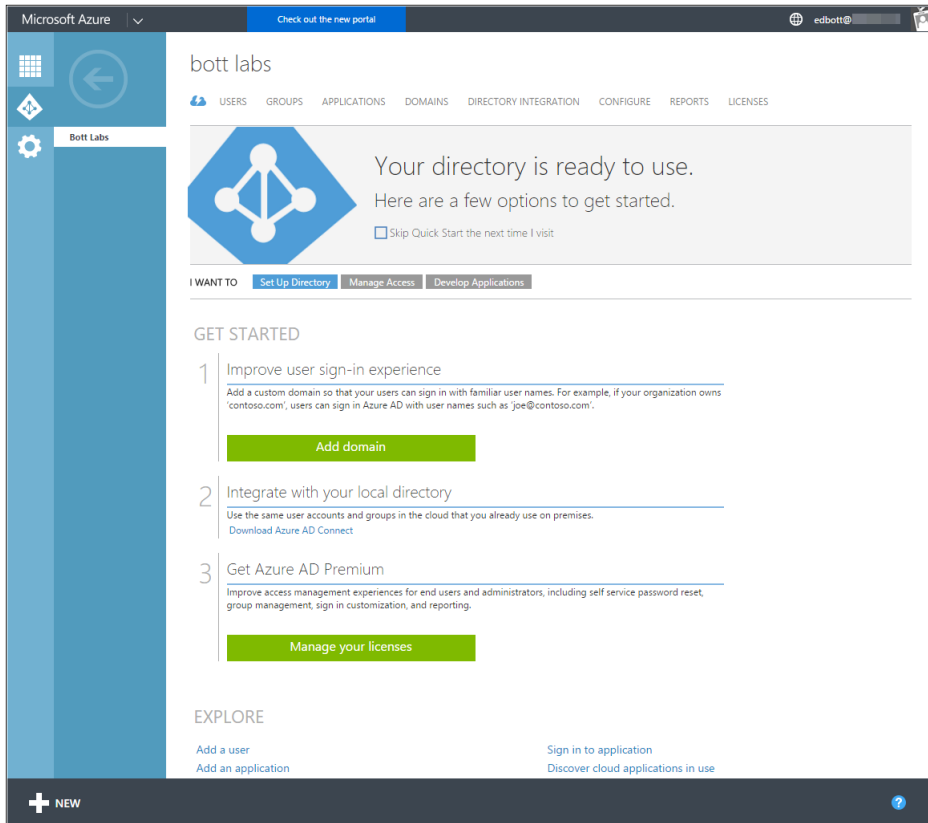 Microsoft Azure
Check out the new portal
edbott@
bott labs
USERS GROUPS APPLICATIONS DOMAINS DIRECTORY INTEGRATION CONFIGURE REPORTS LICENSES
Bott Labs
Your directory is ready to use.
Here are a few options to get started.
Skip Quick Start the next time I visit
I WANT TO Set Up Directory Manage Access Develop Applications
GET STARTED
1 Improve user sign-in experience
Add a custom domain so that your users can sign in with familiar user names. For example, if your organization owns
'contoso.com', users can sign in Azure AD with user names such as 'joe@contoso.com'.
Add domain
2 Integrate with your local directory
Use the same user accounts and groups in the cloud that you already use on premises.
Download Azure AD Connect
3 Get Azure AD Premium
Improve access management experiences for end users and administrators, including self service password reset,
group management, sign in customization, and reporting.
Manage your licenses
EXPLORE
Add a user Sign in to application
Add an application Discover cloud applications in use
NEW ?